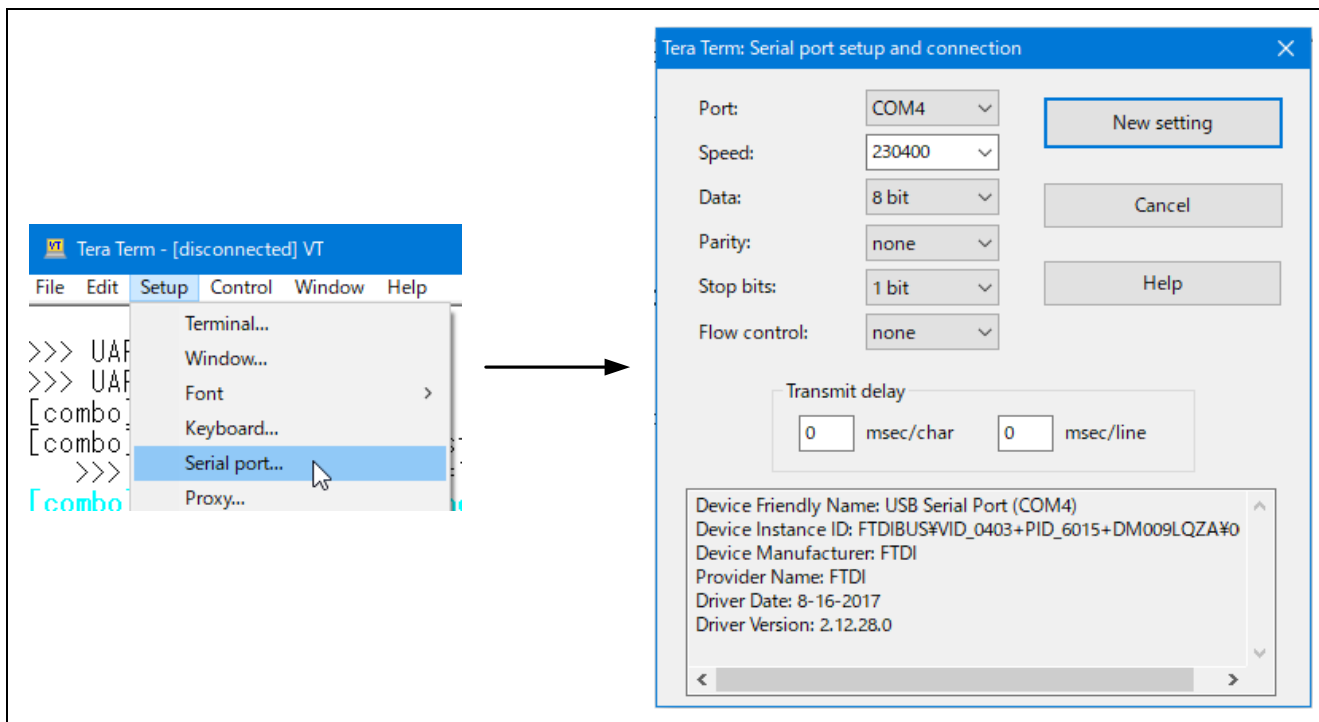 Tera Term - [disconnected] VT
File Edit Setup Control Window Help
Terminal...
Window...
Font
Keyboard...
Serial port...
Proxy...
>>>
>>>
[combo]
[combo]
>>>
[combo]
Tera Term: Serial port setup and connection
Port: COM4
New setting
Speed: 230400
Data: 8 bit
Cancel
Parity: none
Stop bits: 1 bit
Help
Flow control: none
Transmit delay
0 msec/char 0 msec/line
Device Friendly Name: USB Serial Port (COM4)
Device Instance ID: FTDIBUS¥VID_0403+PID_6015+DM009LQZA¥0
Device Manufacturer: FTDI
Provider Name: FTDI
Driver Date: 8-16-2017
Driver Version: 2.12.28.0